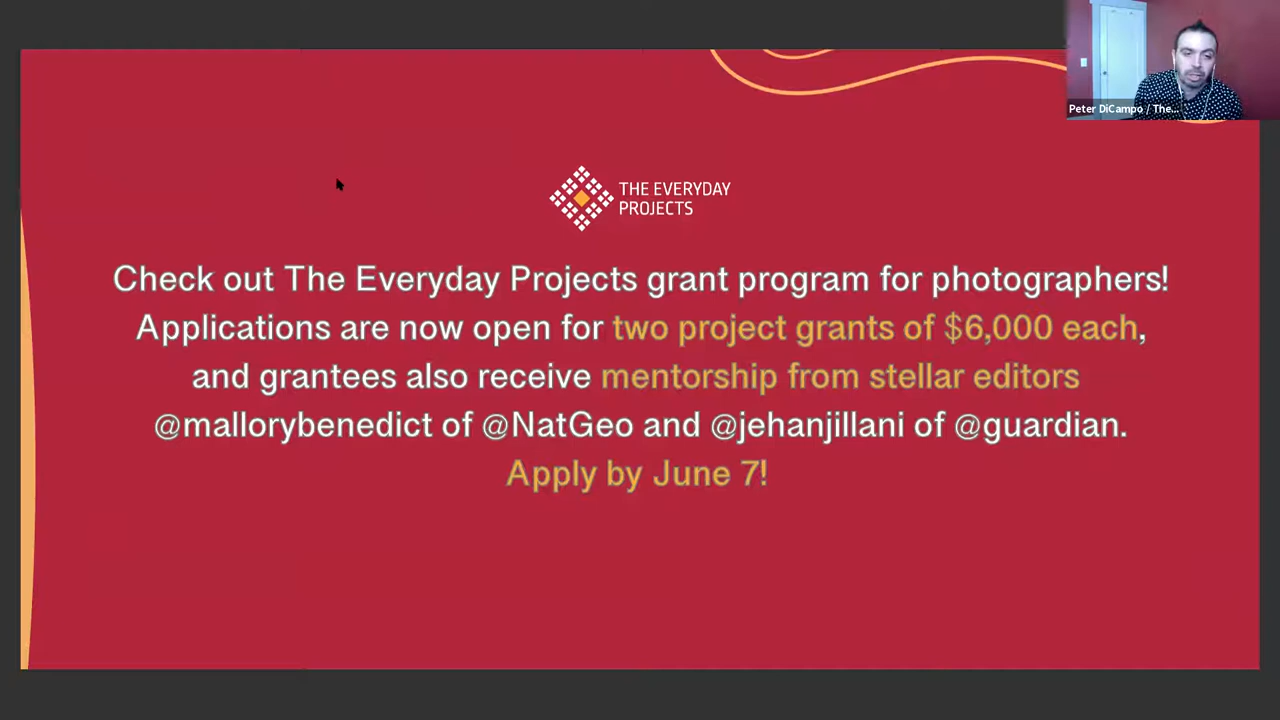 Peter DiCampo / The...
THE EVERYDAY
PROJECTS
Check out The Everyday Projects grant program for photographers!
Applications are now open for two project grants of $6,000 each,
and grantees also receive mentorship from stellar editors
@mallorybenedict of @NatGeo and @jehanjillani of @guardian.
Apply by June 7!